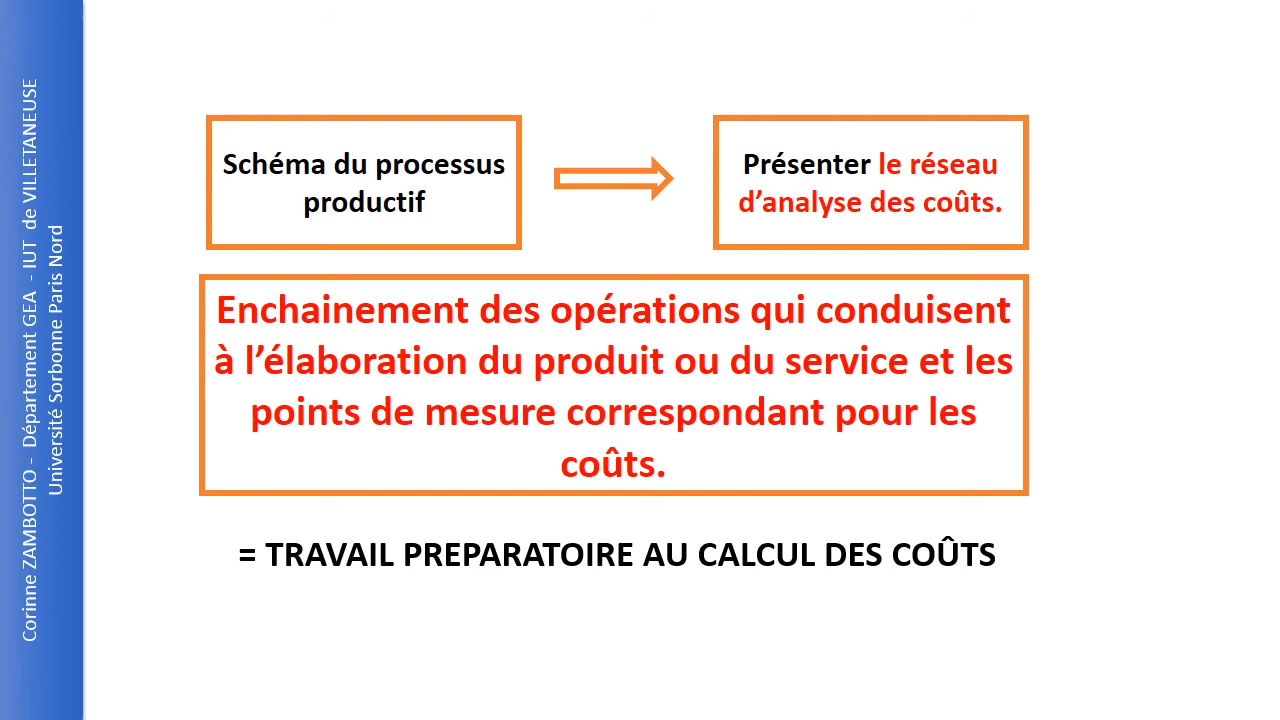 Corinne ZAMBOTTO - Département GEA - IUT de VILLETANEUSE
Université Sorbonne Paris Nord
Schéma du processus
productif
Présenter le réseau
d’analyse des coûts.
Enchainement des opérations qui conduisent
à l’élaboration du produit ou du service et les
points de mesure correspondant pour les
coûts.
= TRAVAIL PREPARATOIRE AU CALCUL DES COÛTS